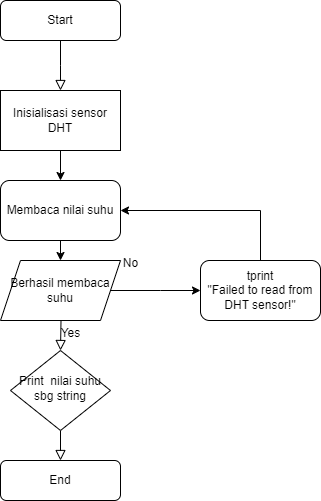 Start
Inisialisasi sensor
DHT
Membaca nilai suhu
No
Berhasil membaca
suhu
tprint
"Failed to read from
DHT sensor!"
Yes
Print  nilai suhu
sbg string
End